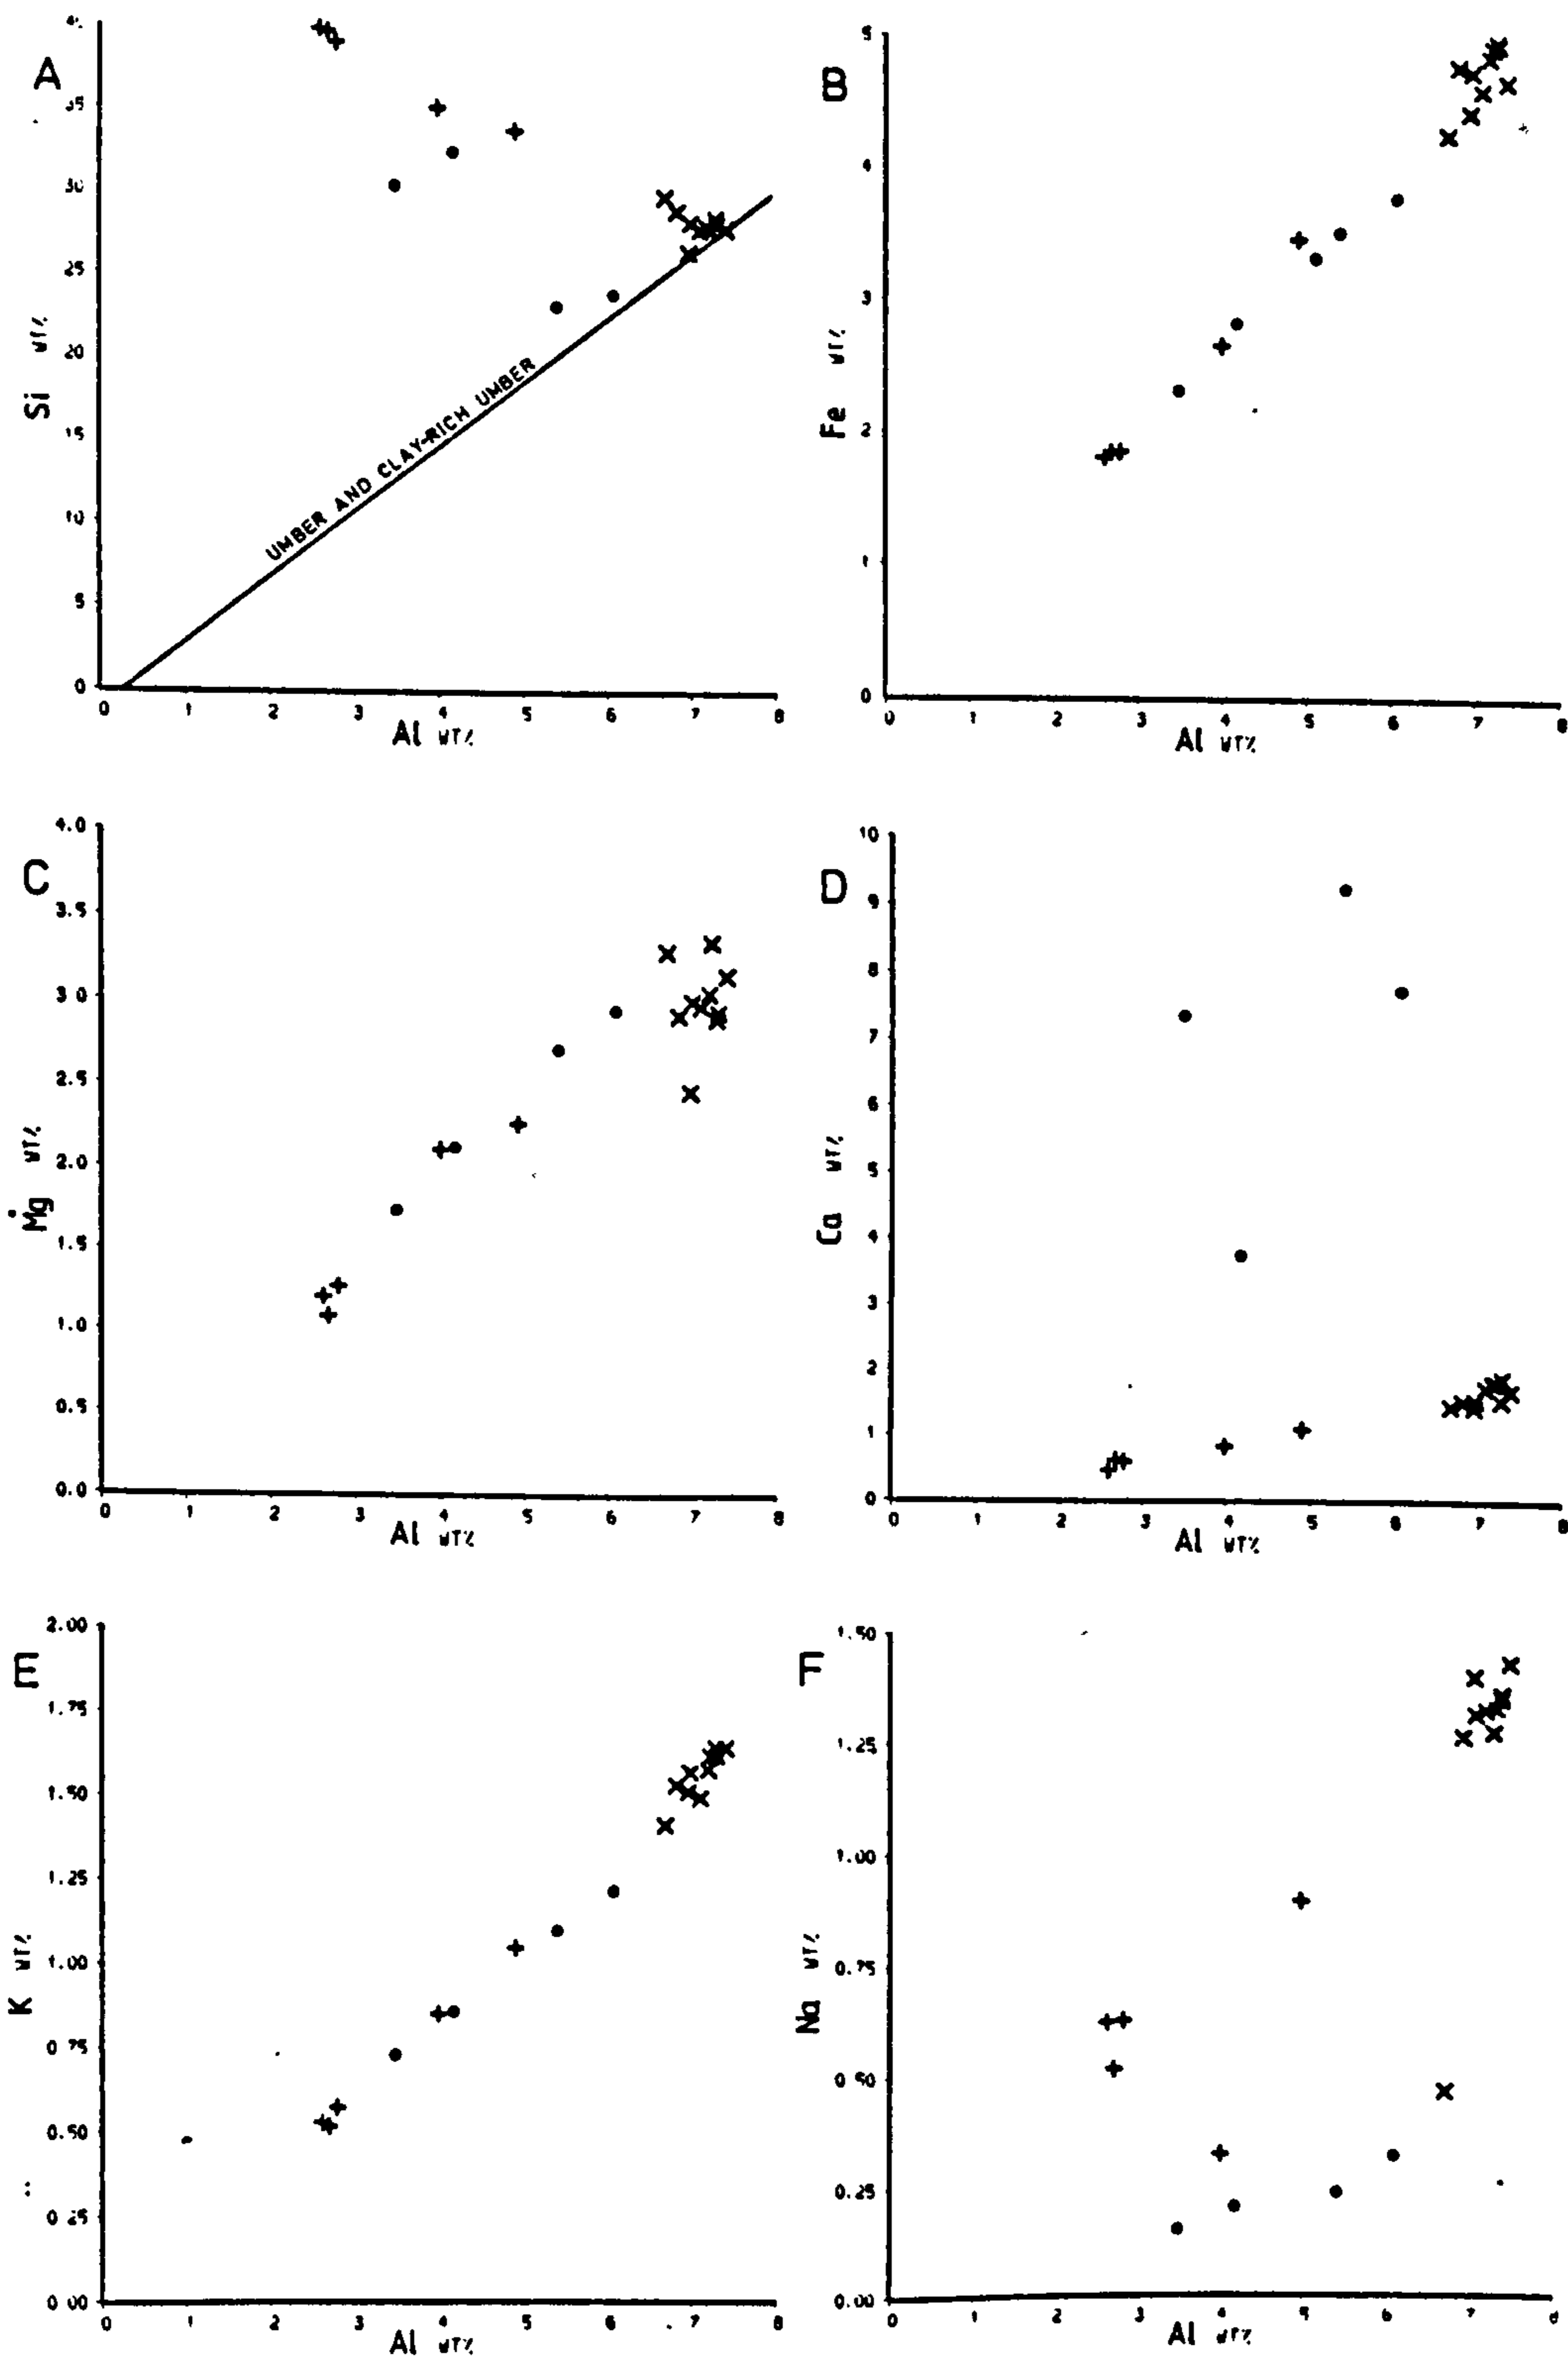 A
40
35
30
25
20
15
10
5
0
Si WT%
UMBER AND CLAY-RICH UMBER
0 1 2 3 4 5 6 7 8
Al WT%
B
5
4
3
2
1
0
Fe WT%
0 1 2 3 4 5 6 7 8
Al WT%
C
4.0
3.5
3.0
2.5
2.0
1.5
1.0
0.5
0.0
Mg WT%
0 1 2 3 4 5 6 7 8
Al WT%
D
10
9
8
7
6
5
4
3
2
1
0
Ca WT%
0 1 2 3 4 5 6 7 8
Al WT%
E
2.00
1.75
1.50
1.25
1.00
0.75
0.50
0.25
0.00
K WT%
0 1 2 3 4 5 6 7 8
Al WT%
F
1.50
1.25
1.00
0.75
0.50
0.25
0.00
Na WT%
0 1 2 3 4 5 6 7 8
Al WT%